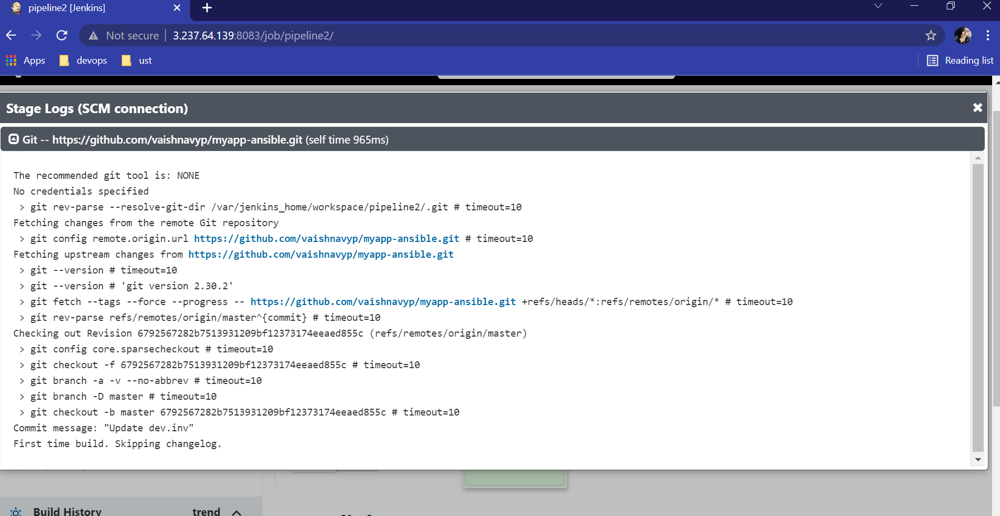 pipeline2 [Jenkins]
Not secure | 3.237.64.139:8083/job/pipeline2/
Apps devops ust Reading list
Stage Logs (SCM connection)
Git -- https://github.com/vaishnavyp/myapp-ansible.git (self time 965ms)
The recommended git tool is: NONE
No credentials specified
> git rev-parse --resolve-git-dir /var/jenkins_home/workspace/pipeline2/.git # timeout=10
Fetching changes from the remote Git repository
> git config remote.origin.url https://github.com/vaishnavyp/myapp-ansible.git # timeout=10
Fetching upstream changes from https://github.com/vaishnavyp/myapp-ansible.git
> git --version # timeout=10
> git --version # 'git version 2.30.2'
> git fetch --tags --force --progress -- https://github.com/vaishnavyp/myapp-ansible.git +refs/heads/*:refs/remotes/origin/* # timeout=10
> git rev-parse refs/remotes/origin/master^{commit} # timeout=10
Checking out Revision 6792567282b7513931209bf12373174eeaed855c (refs/remotes/origin/master)
> git config core.sparsecheckout # timeout=10
> git checkout -f 6792567282b7513931209bf12373174eeaed855c # timeout=10
> git branch -a -v --no-abbrev # timeout=10
> git branch -D master # timeout=10
> git checkout -b master 6792567282b7513931209bf12373174eeaed855c # timeout=10
Commit message: "Update dev.inv"
First time build. Skipping changelog.
Build History trend